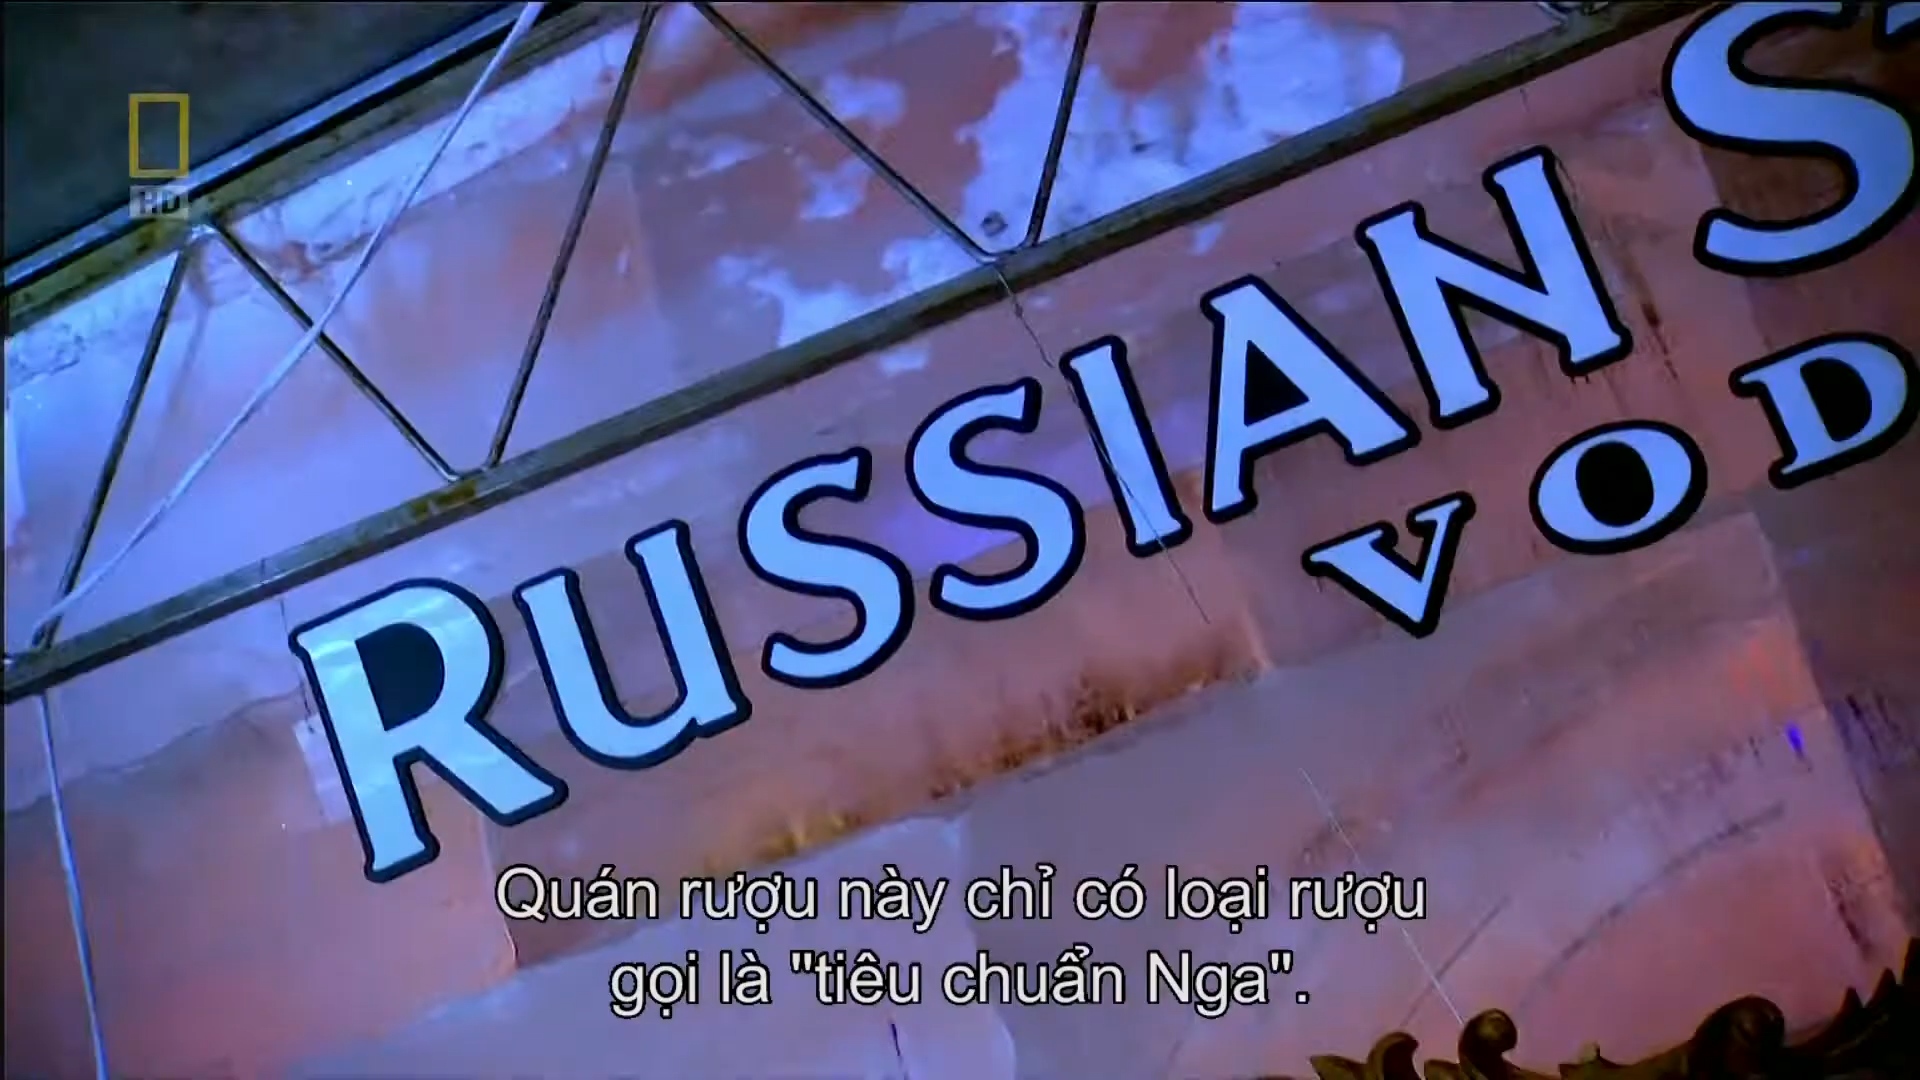 HD
RUSSIAN S
VOD
Quán rượu này chỉ có loại rượu
gọi là "tiêu chuẩn Nga".